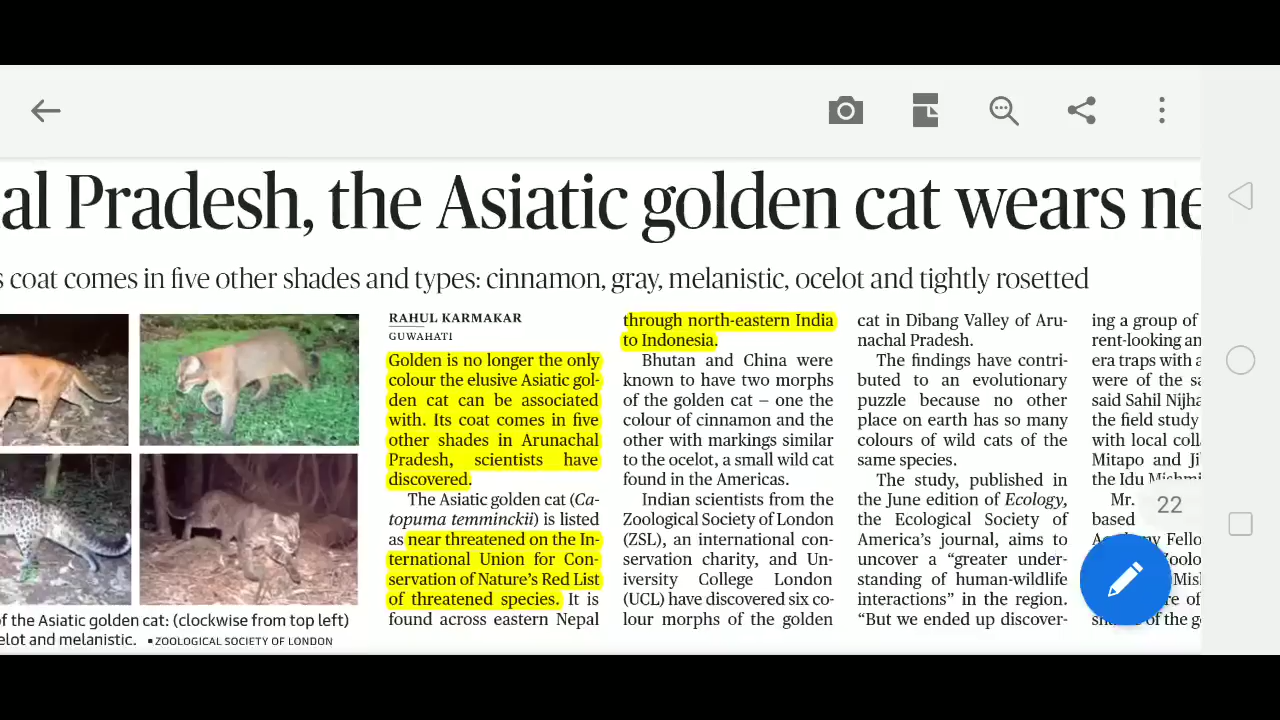 al Pradesh, the Asiatic golden cat wears ne
s coat comes in five other shades and types: cinnamon, gray, melanistic, ocelot and tightly rosetted
of the Asiatic golden cat: (clockwise from top left)
elot and melanistic. ▪ZOOLOGICAL SOCIETY OF LONDON
RAHUL KARMAKAR
GUWAHATI
Golden is no longer the only
colour the elusive Asiatic gol-
den cat can be associated
with. Its coat comes in five
other shades in Arunachal
Pradesh, scientists have
discovered.
The Asiatic golden cat (Ca-
topuma temminckii) is listed
as near threatened on the In-
ternational Union for Con-
servation of Nature's Red List
of threatened species. It is
found across eastern Nepal
through north-eastern India
to Indonesia.
Bhutan and China were
known to have two morphs
of the golden cat — one the
colour of cinnamon and the
other with markings similar
to the ocelot, a small wild cat
found in the Americas.
Indian scientists from the
Zoological Society of London
(ZSL), an international con-
servation charity, and Un-
iversity College London
(UCL) have discovered six co-
lour morphs of the golden
cat in Dibang Valley of Aru-
nachal Pradesh.
The findings have contri-
buted to an evolutionary
puzzle because no other
place on earth has so many
colours of wild cats of the
same species.
The study, published in
the June edition of Ecology,
the Ecological Society of
America's journal, aims to
uncover a "greater under-
standing of human-wildlife
interactions" in the region.
"But we ended up discover-
ing a group of
rent-looking an
era traps with a
were of the sa
said Sahil Nijha
the field study
with local coll
Mitapo and Ji
the Idu Mishmi
Mr.
based
Fello
Mis
of the g
22